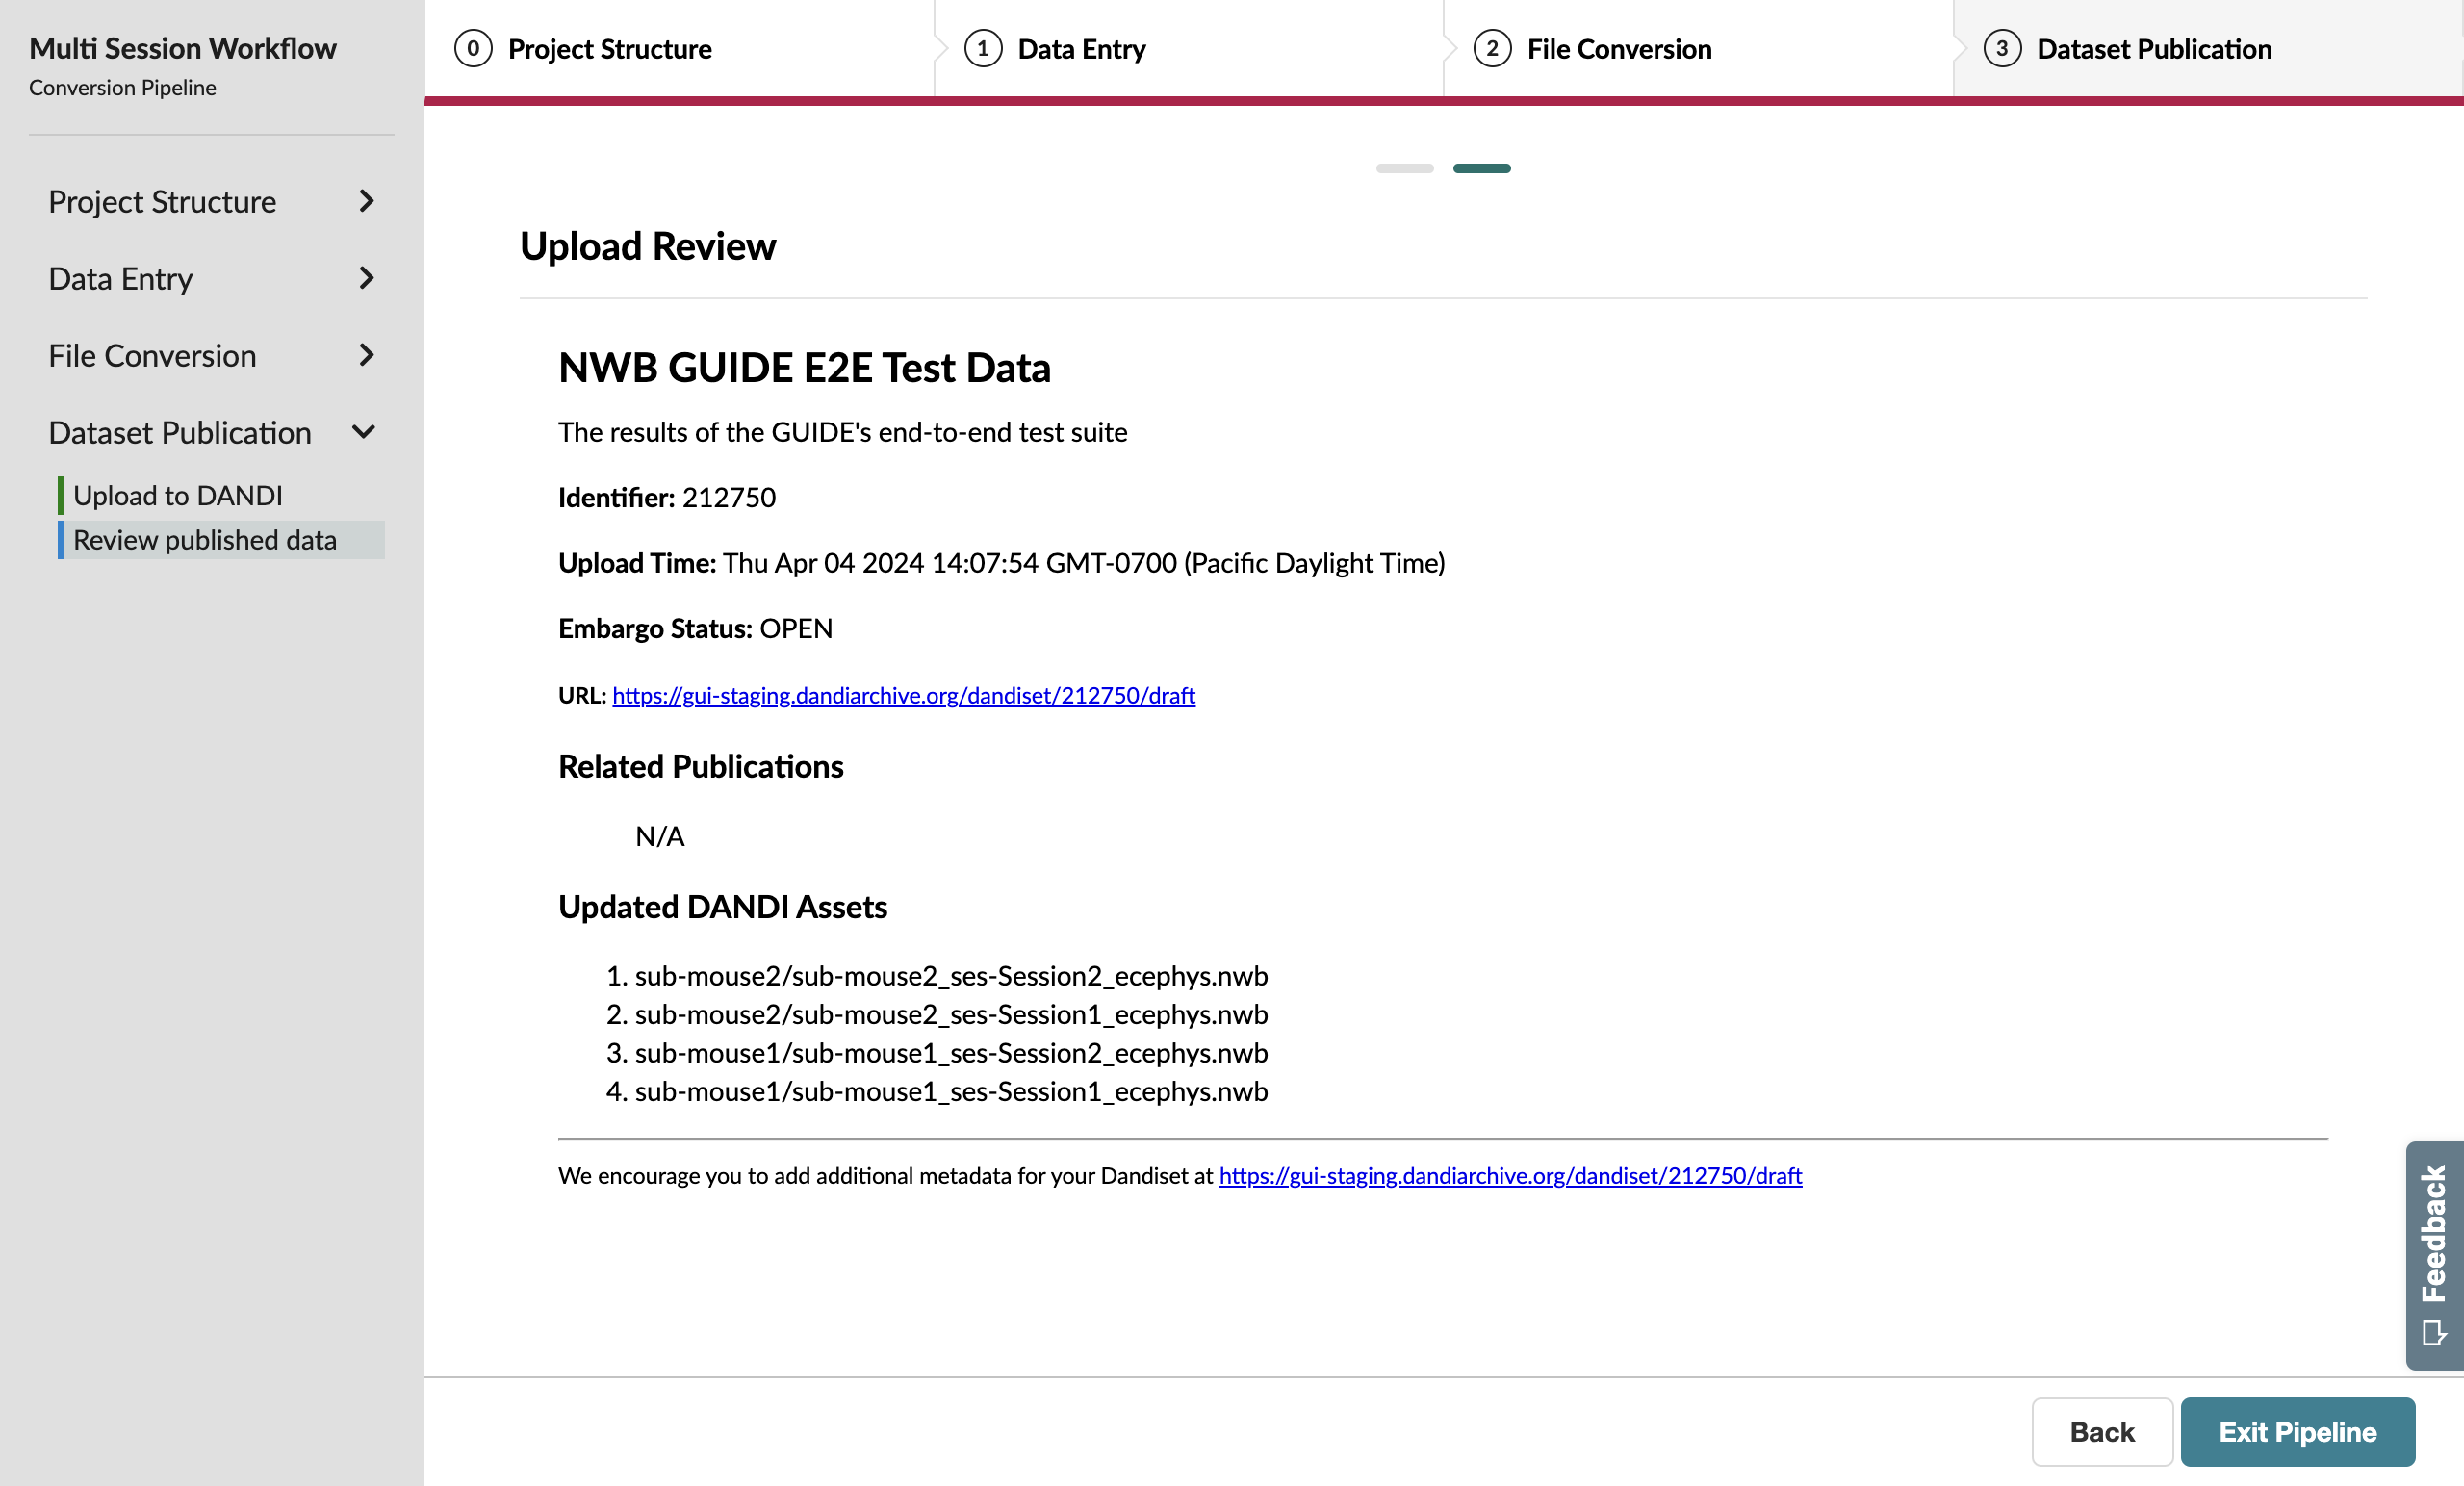 Multi Session Workflow
Conversion Pipeline
Project Structure
Data Entry
File Conversion
Dataset Publication
Upload to DANDI
Review published data
0 Project Structure
1 Data Entry
2 File Conversion
3 Dataset Publication
Upload Review
NWB GUIDE E2E Test Data
The results of the GUIDE's end-to-end test suite
Identifier: 212750
Upload Time: Thu Apr 04 2024 14:07:54 GMT-0700 (Pacific Daylight Time)
Embargo Status: OPEN
URL: https://gui-staging.dandiarchive.org/dandiset/212750/draft
Related Publications
N/A
Updated DANDI Assets
1. sub-mouse2/sub-mouse2_ses-Session2_ecephys.nwb
2. sub-mouse2/sub-mouse2_ses-Session1_ecephys.nwb
3. sub-mouse1/sub-mouse1_ses-Session2_ecephys.nwb
4. sub-mouse1/sub-mouse1_ses-Session1_ecephys.nwb
We encourage you to add additional metadata for your Dandiset at https://gui-staging.dandiarchive.org/dandiset/212750/draft
Feedback
Back
Exit Pipeline